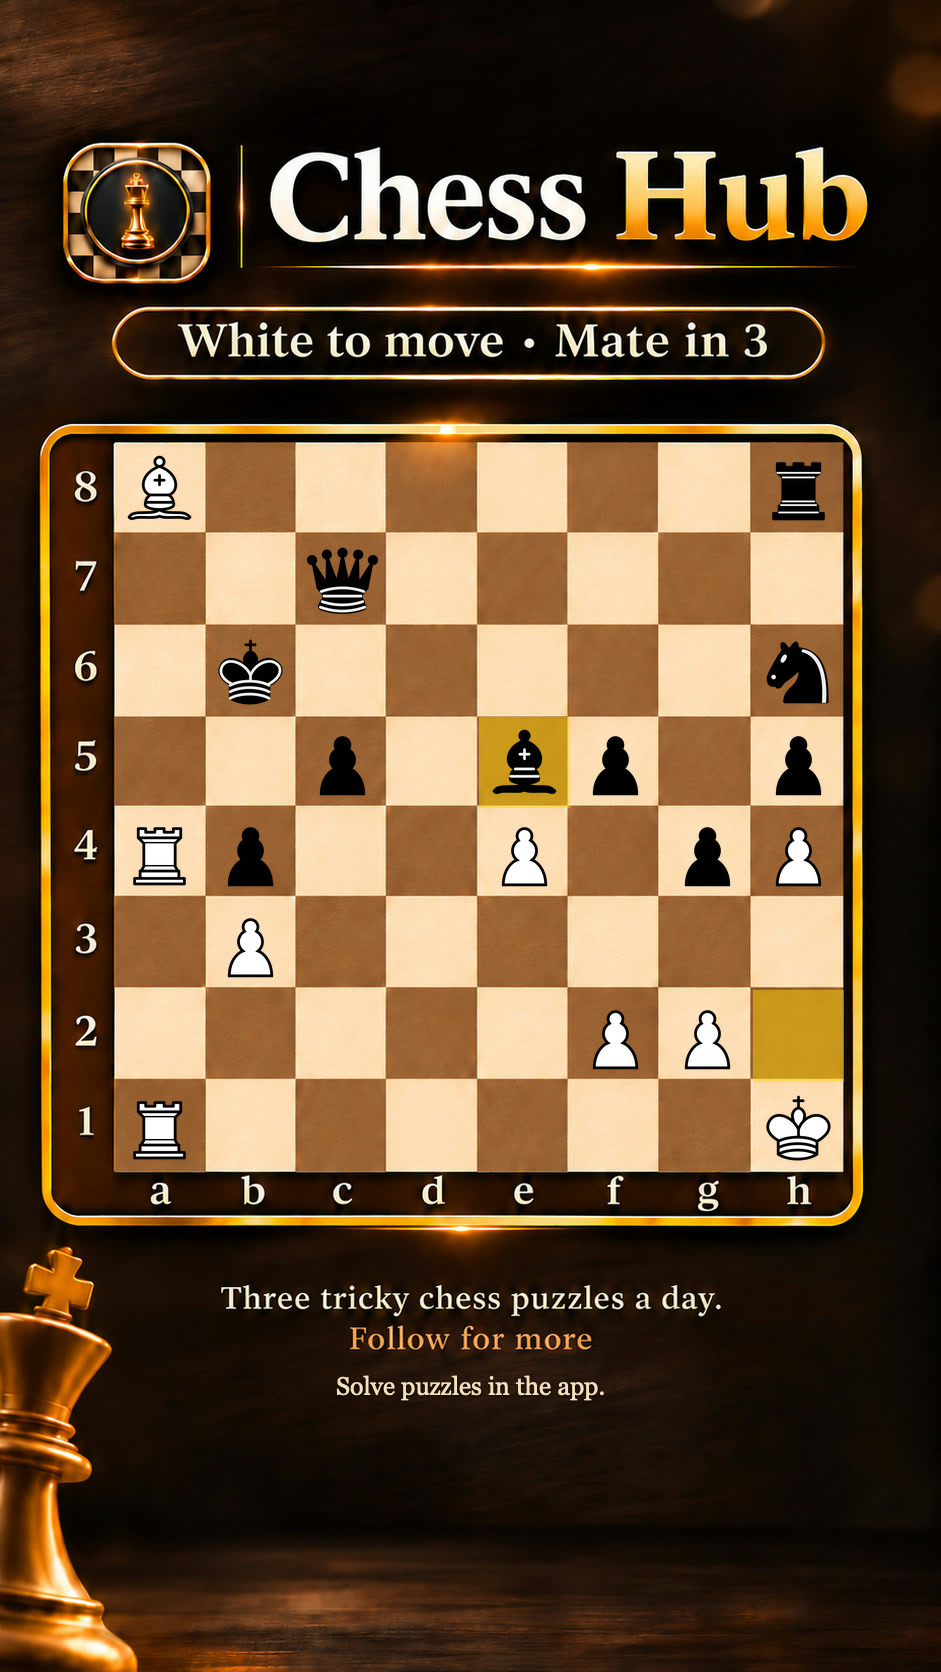 Chess Hub
White to move • Mate in 3
8
7
6
5
4
3
2
1
a b c d e f g h
Three tricky chess puzzles a day.
Follow for more
Solve puzzles in the app.